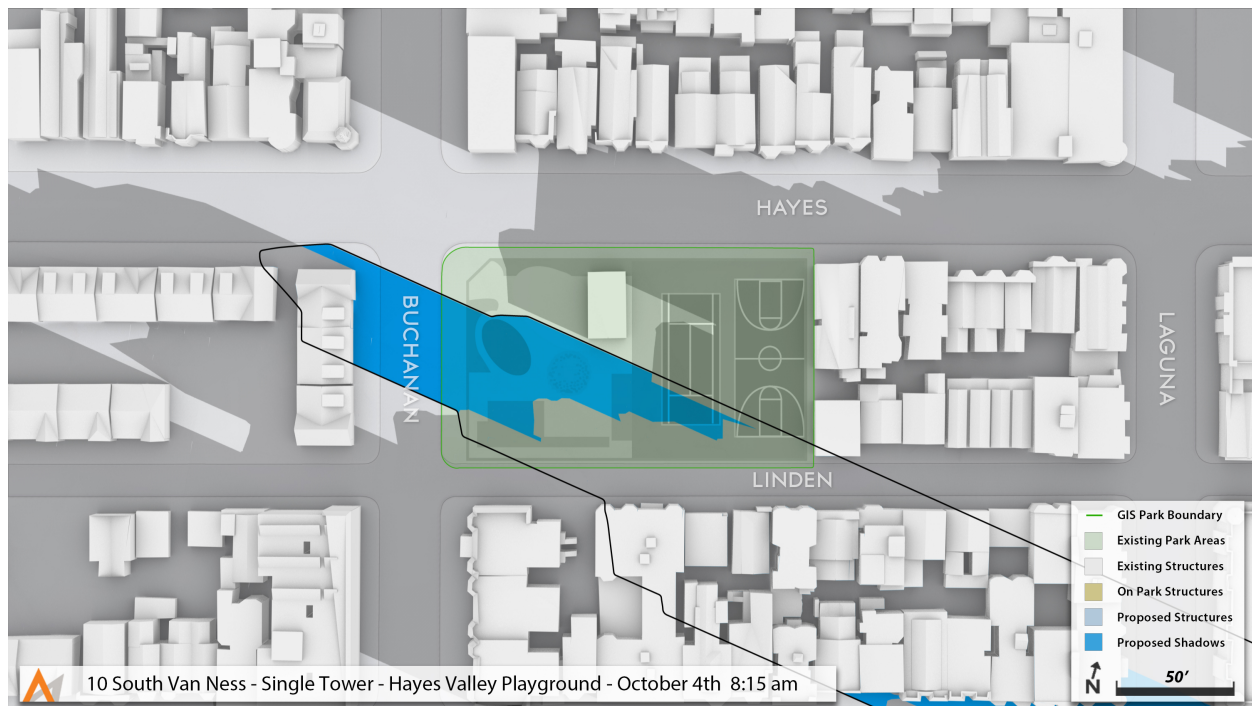 HAYES
BUCHANAN
LAGUNA
LINDEN
GIS Park Boundary
Existing Park Areas
Existing Structures
On Park Structures
Proposed Structures
Proposed Shadows
N
50’
10 South Van Ness - Single Tower - Hayes Valley Playground - October 4th 8:15 am